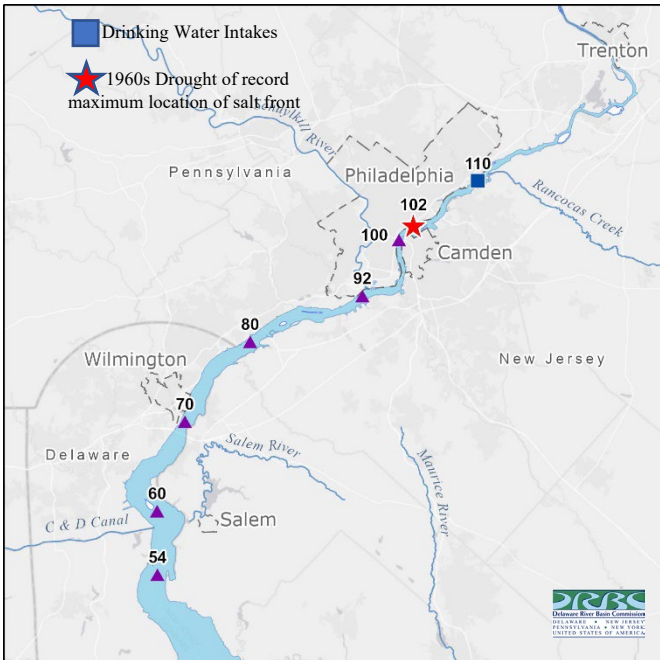 Drinking Water Intakes
1960s Drought of record
maximum location of salt front
Trenton
Schuylkill River
Pennsylvania
Philadelphia
110
Rancocas Creek
102
100
Camden
92
80
New Jersey
Wilmington
70
Salem River
Maurice River
Delaware
60
C & D Canal
Salem
54
DRBC
Delaware River Basin Commission
DELAWARE • NEW JERSEY
PENNSYLVANIA • NEW YORK
UNITED STATES OF AMERICA